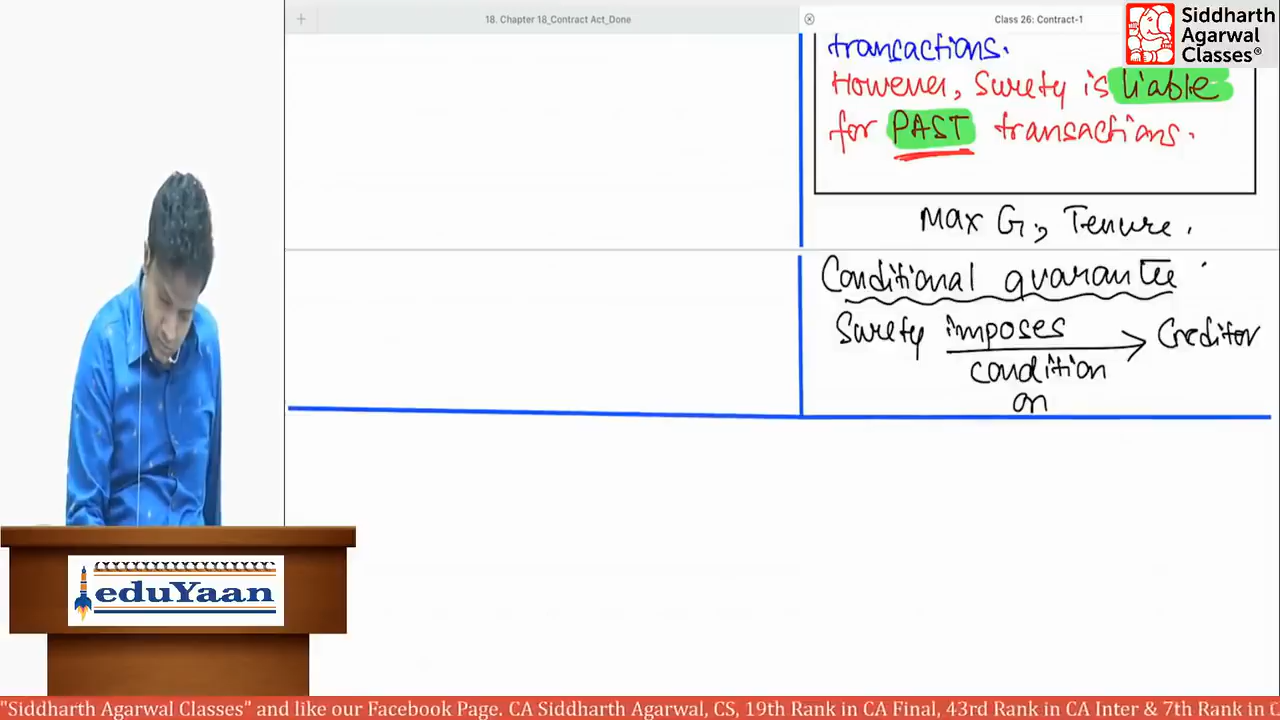 18. Chapter 18_Contract Act_Done
Class 26: Contract-1
Siddharth
Agarwal
Classes®
transactions.
However, Surety is liable
for PAST transactions.
Max G, Tenure.
Conditional guarantee
Surety imposes → Creditor
condition
on
eduYaan
"Siddharth Agarwal Classes" and like our Facebook Page. CA Siddharth Agarwal, CS, 19th Rank in CA Final, 43rd Rank in CA Inter & 7th Rank in